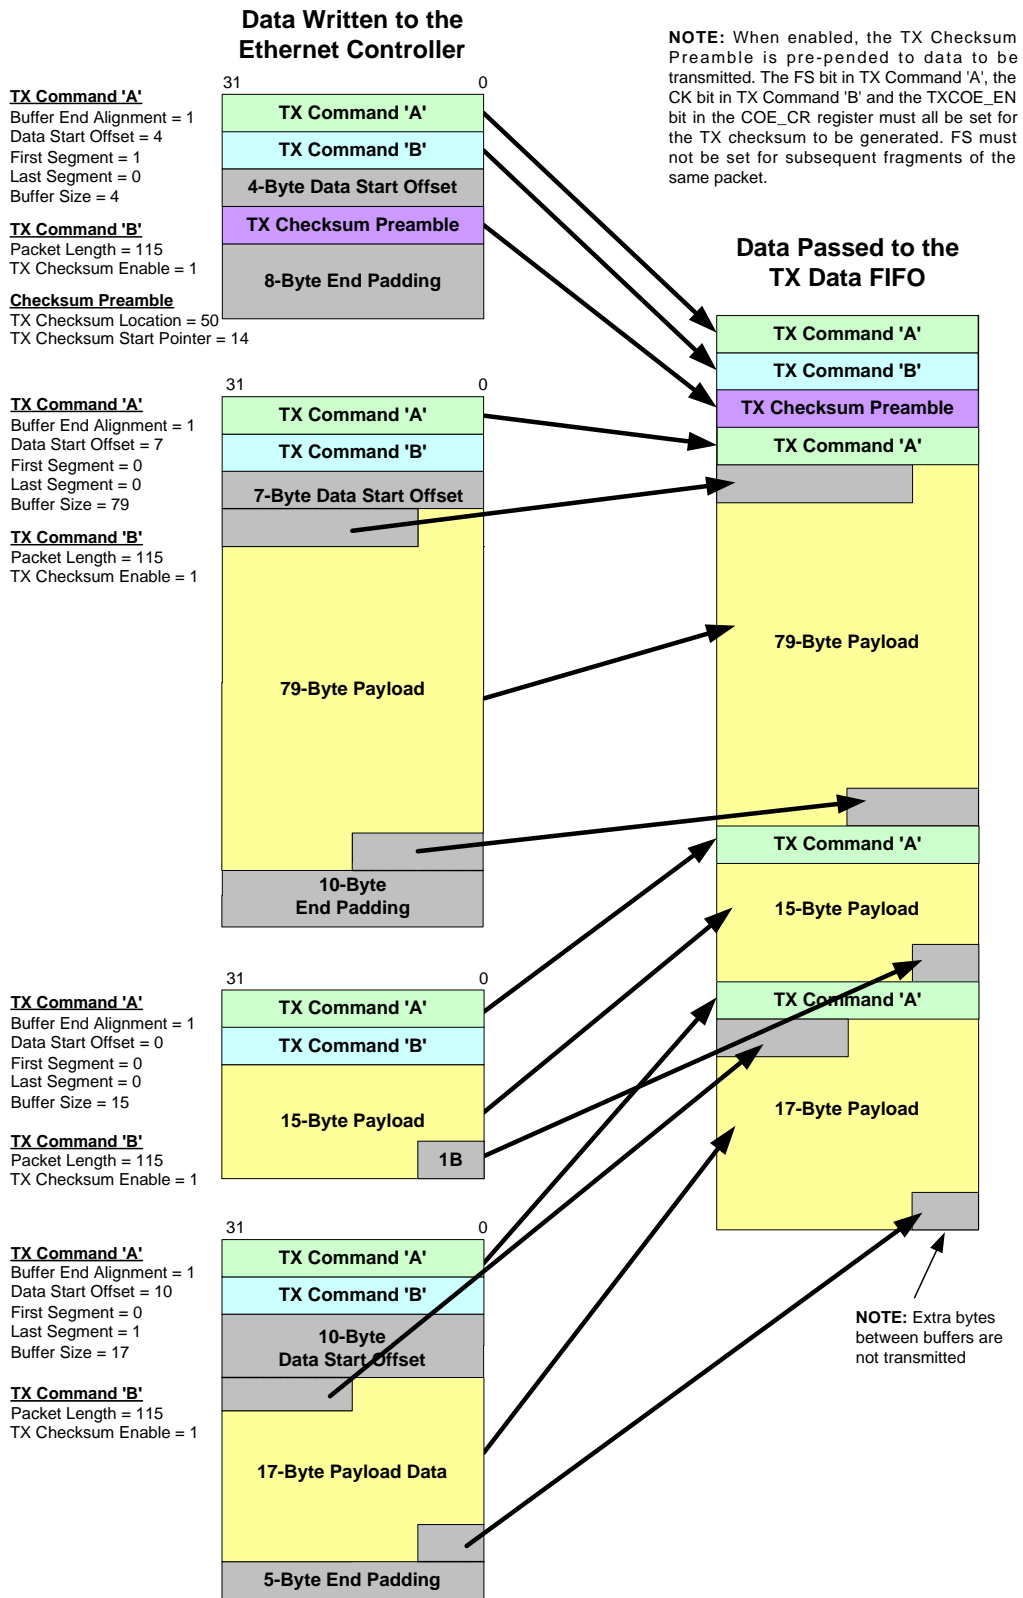 Data Written to the
Ethernet Controller
NOTE: When enabled, the TX Checksum
Preamble is pre-pended to data to be
transmitted. The FS bit in TX Command 'A', the
CK bit in TX Command 'B' and the TXCOE_EN
bit in the COE_CR register must all be set for
the TX checksum to be generated. FS must
not be set for subsequent fragments of the
same packet.
31 0
TX Command 'A'
Buffer End Alignment = 1
Data Start Offset = 4
First Segment = 1
Last Segment = 0
Buffer Size = 4
TX Command 'B'
Packet Length = 115
TX Checksum Enable = 1
Checksum Preamble
TX Checksum Location = 50
TX Checksum Start Pointer = 14
TX Command 'A'
TX Command 'B'
4-Byte Data Start Offset
TX Checksum Preamble
8-Byte End Padding
Data Passed to the
TX Data FIFO
TX Command 'A'
TX Command 'B'
TX Checksum Preamble
TX Command 'A'
79-Byte Payload
TX Command 'A'
15-Byte Payload
TX Command 'A'
17-Byte Payload
NOTE: Extra bytes
between buffers are
not transmitted
31 0
TX Command 'A'
Buffer End Alignment = 1
Data Start Offset = 7
First Segment = 0
Last Segment = 0
Buffer Size = 79
TX Command 'B'
Packet Length = 115
TX Checksum Enable = 1
TX Command 'A'
TX Command 'B'
7-Byte Data Start Offset
79-Byte Payload
10-Byte
End Padding
31 0
TX Command 'A'
Buffer End Alignment = 1
Data Start Offset = 0
First Segment = 0
Last Segment = 0
Buffer Size = 15
TX Command 'B'
Packet Length = 115
TX Checksum Enable = 1
TX Command 'A'
TX Command 'B'
15-Byte Payload
1B
31 0
TX Command 'A'
Buffer End Alignment = 1
Data Start Offset = 10
First Segment = 0
Last Segment = 1
Buffer Size = 17
TX Command 'B'
Packet Length = 115
TX Checksum Enable = 1
TX Command 'A'
TX Command 'B'
10-Byte
Data Start Offset
17-Byte Payload Data
5-Byte End Padding